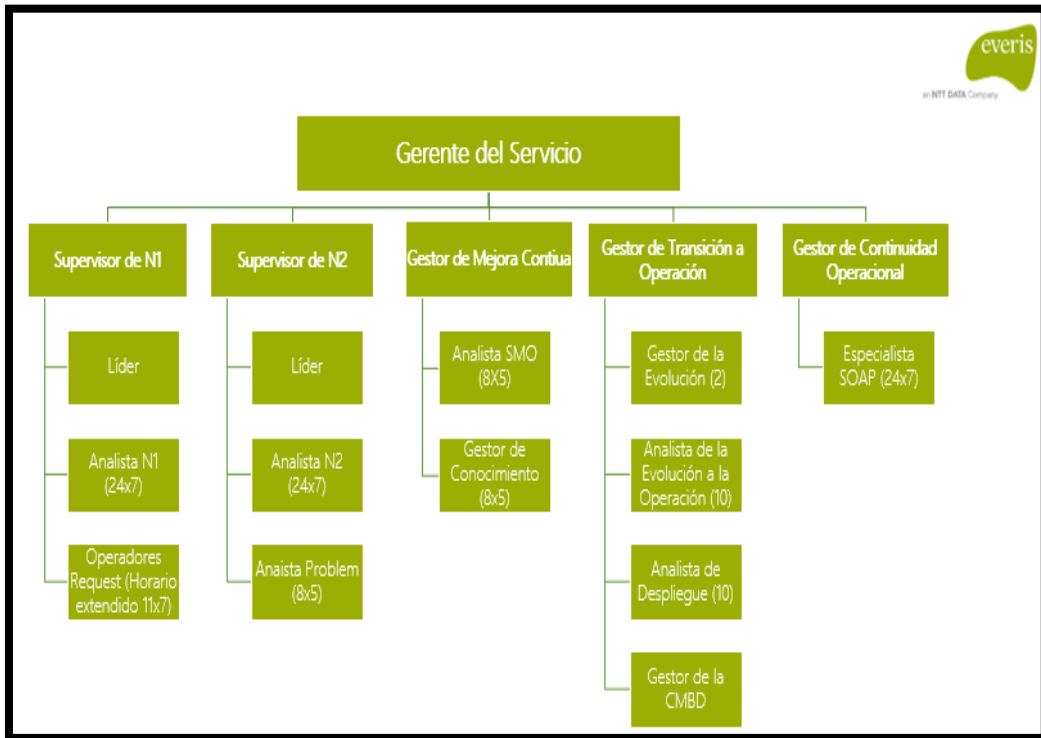 everis
an NTT DATA Company
Gerente del Servicio
Supervisor de N1
Supervisor de N2
Gestor de Mejora Contiua
Gestor de Transición a
Operación
Gestor de Continuidad
Operacional
Líder
Analista N1
(24x7)
Operadores
Request (Horario
extendido 11x7)
Líder
Analista N2
(24x7)
Anaista Problem
(8x5)
Analista SMO
(8X5)
Gestor de
Conocimiento
(8x5)
Gestor de la
Evolución (2)
Analista de la
Evolución a la
Operación (10)
Analista de
Despliegue (10)
Gestor de la
CMBD
Especialista
SOAP (24x7)